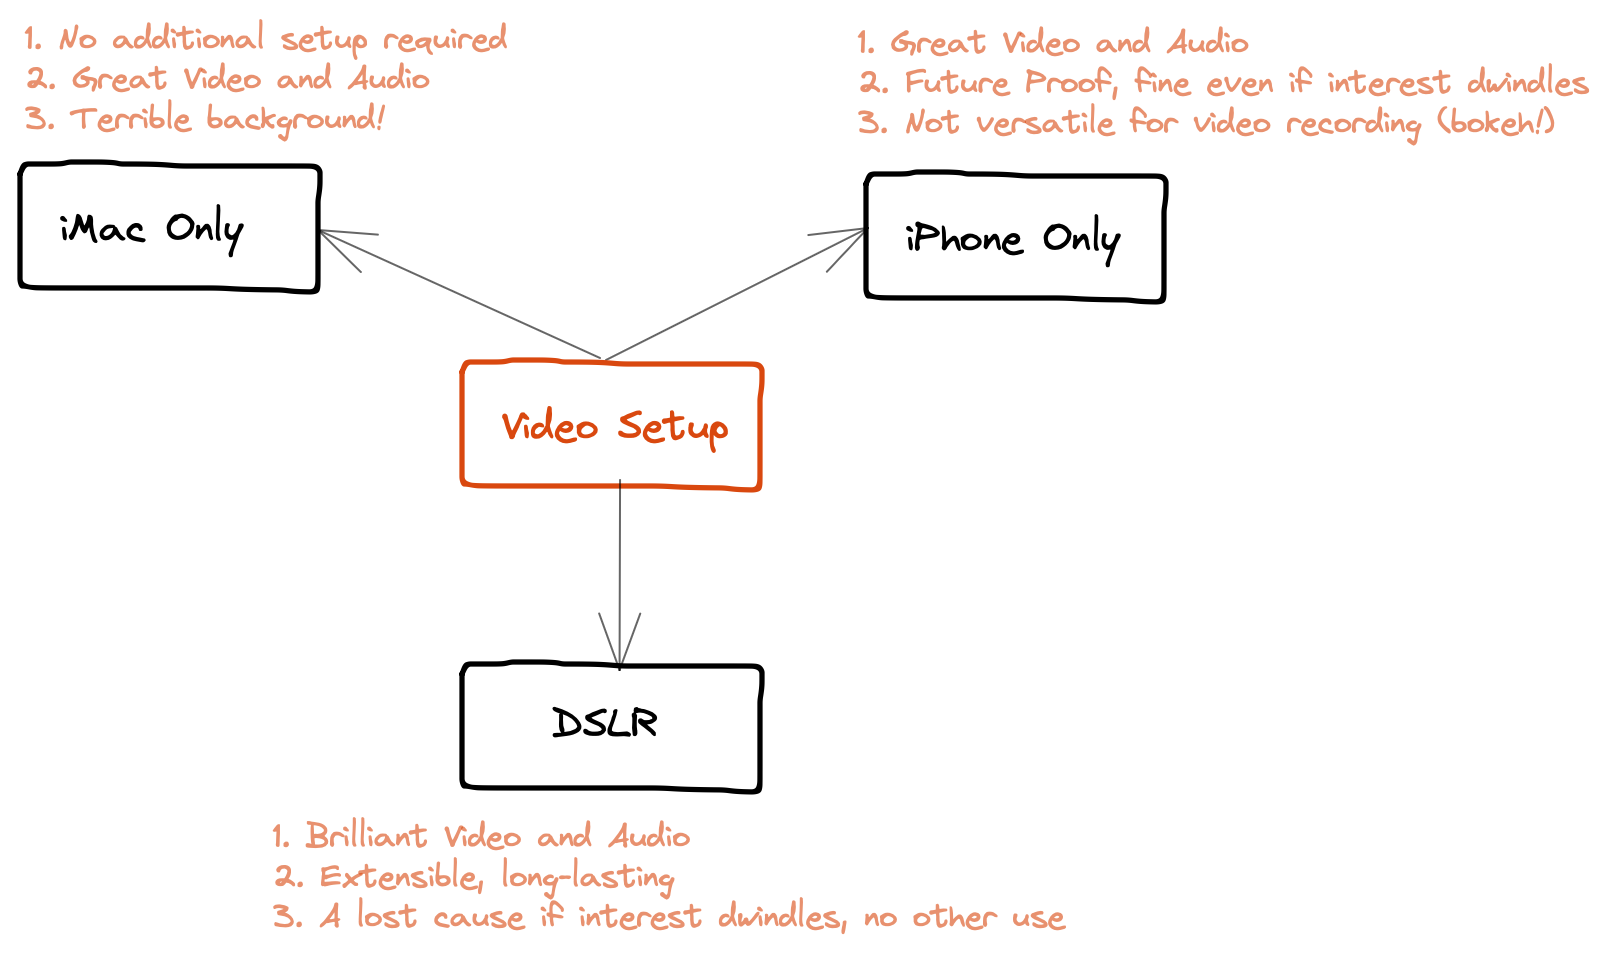 1. No additional setup required
2. Great Video and Audio
3. Terrible background!
iMac Only
1. Great Video and Audio
2. Future Proof, fine even if interest dwindles
3. Not versatile for video recording (bokeh!)
iPhone Only
Video Setup
DSLR
1. Brilliant Video and Audio
2. Extensible, long-lasting
3. A lost cause if interest dwindles, no other use